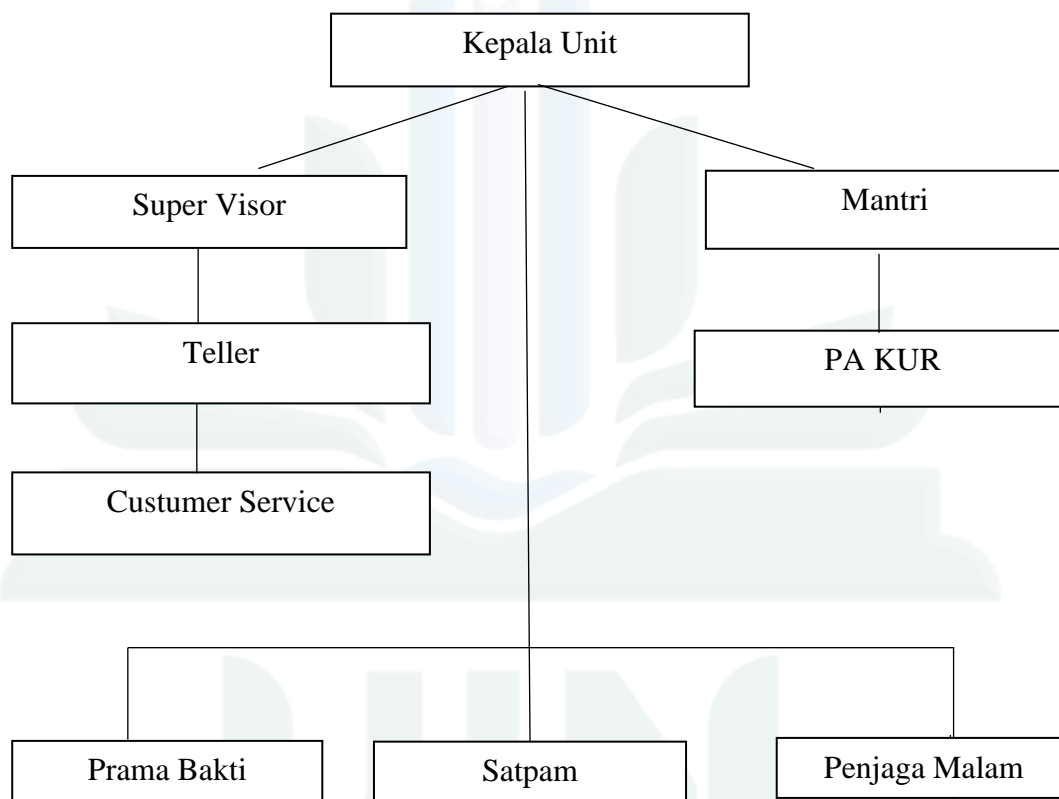 Kepala Unit
Super Visor
Mantri
Teller
PA KUR
Custumer Service
Prama Bakti
Satpam
Penjaga Malam